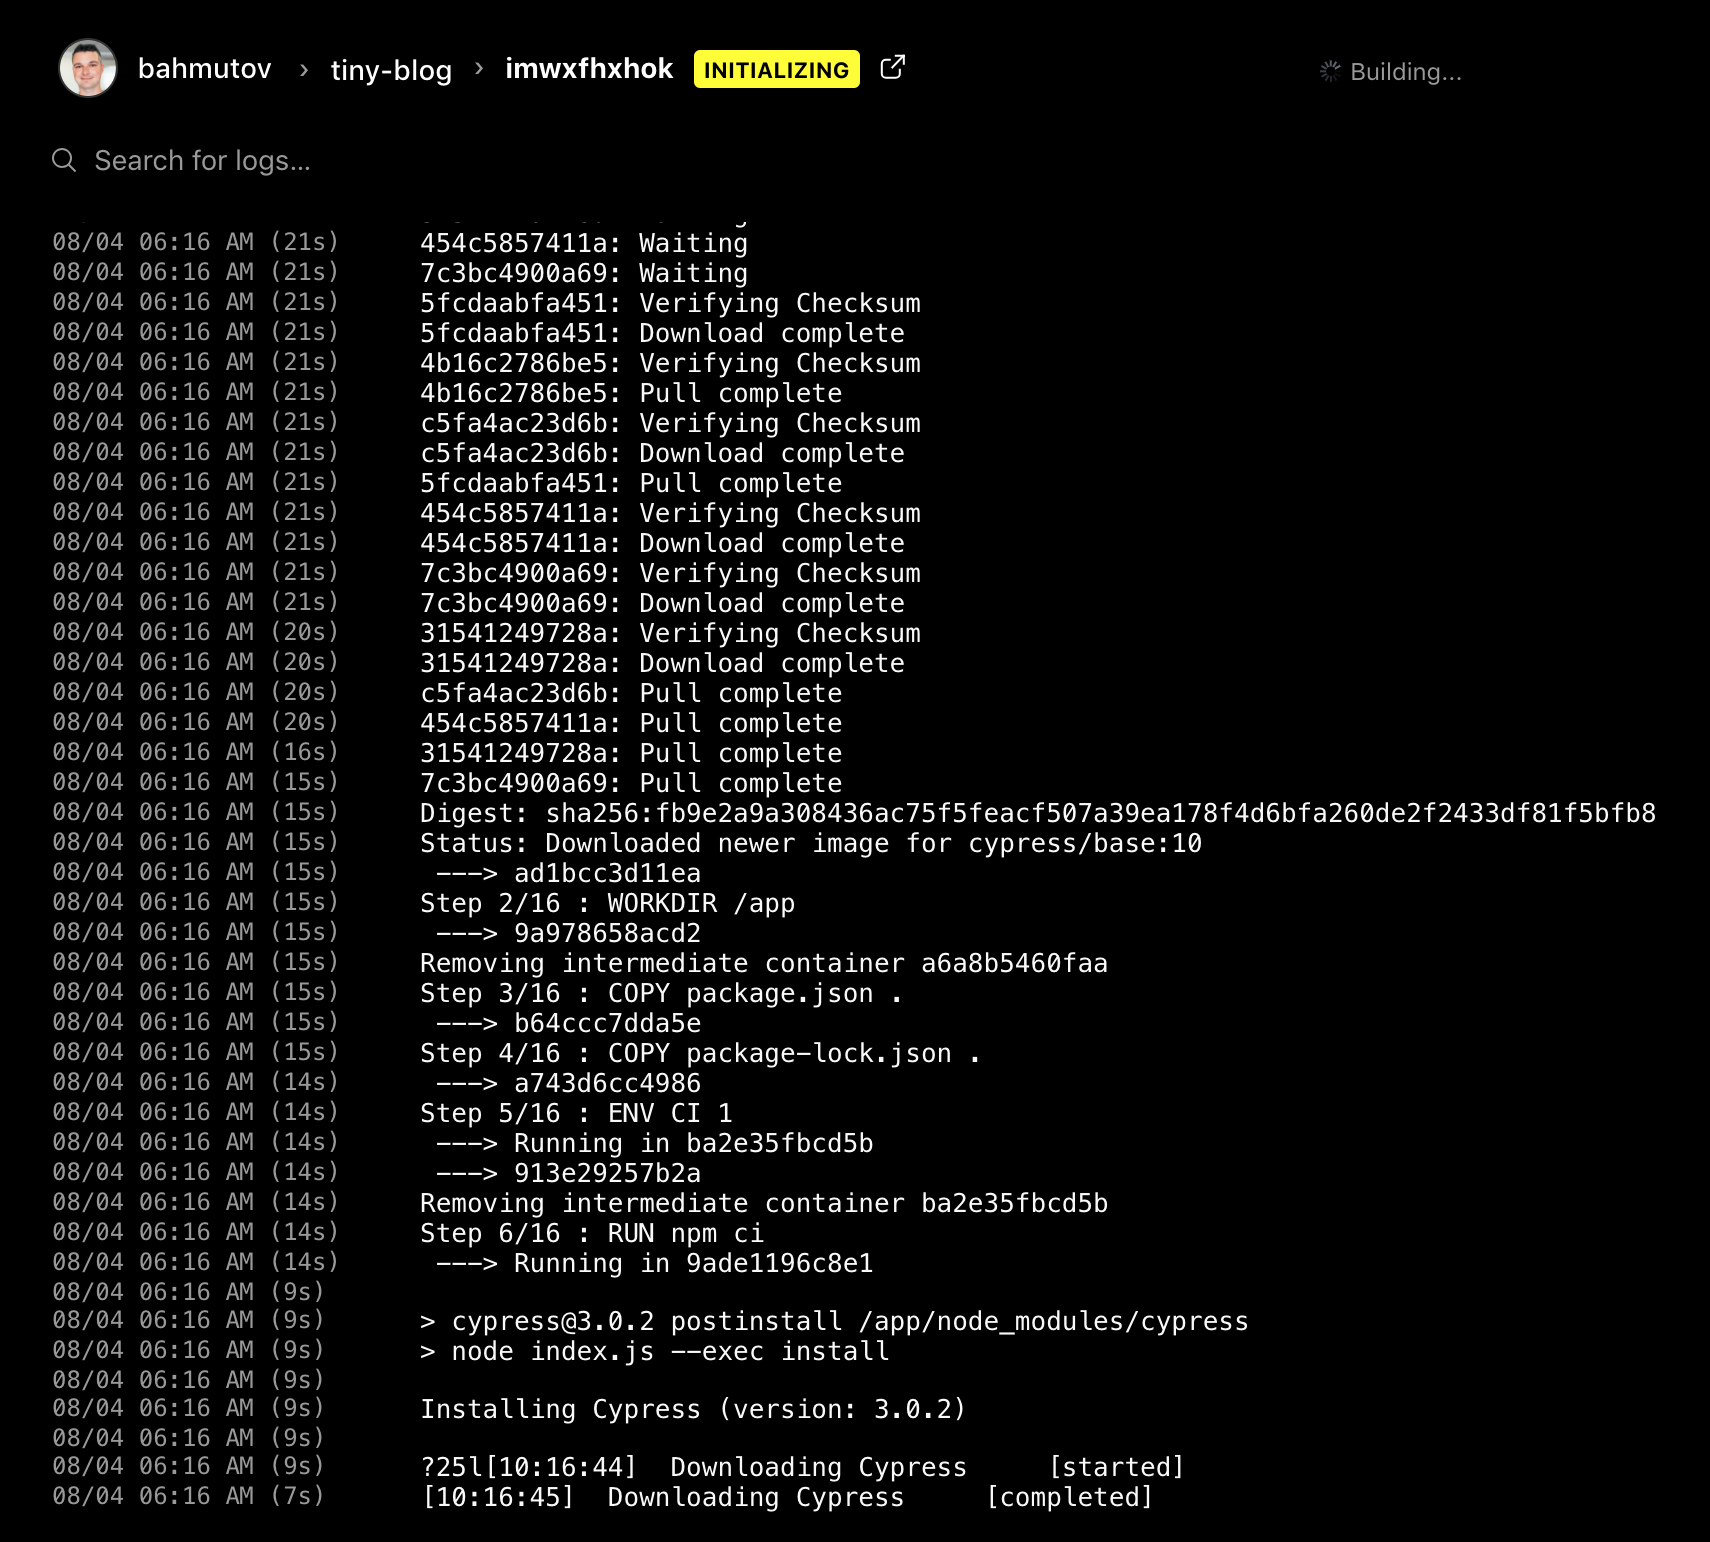 bahmutov › tiny-blog › imwxfhxhok INITIALIZING Building...
Search for logs...
08/04 06:16 AM (21s) 454c5857411a: Waiting
08/04 06:16 AM (21s) 7c3bc4900a69: Waiting
08/04 06:16 AM (21s) 5fcdaabfa451: Verifying Checksum
08/04 06:16 AM (21s) 5fcdaabfa451: Download complete
08/04 06:16 AM (21s) 4b16c2786be5: Verifying Checksum
08/04 06:16 AM (21s) 4b16c2786be5: Pull complete
08/04 06:16 AM (21s) c5fa4ac23d6b: Verifying Checksum
08/04 06:16 AM (21s) c5fa4ac23d6b: Download complete
08/04 06:16 AM (21s) 5fcdaabfa451: Pull complete
08/04 06:16 AM (21s) 454c5857411a: Verifying Checksum
08/04 06:16 AM (21s) 454c5857411a: Download complete
08/04 06:16 AM (21s) 7c3bc4900a69: Verifying Checksum
08/04 06:16 AM (21s) 7c3bc4900a69: Download complete
08/04 06:16 AM (20s) 31541249728a: Verifying Checksum
08/04 06:16 AM (20s) 31541249728a: Download complete
08/04 06:16 AM (20s) c5fa4ac23d6b: Pull complete
08/04 06:16 AM (20s) 454c5857411a: Pull complete
08/04 06:16 AM (16s) 31541249728a: Pull complete
08/04 06:16 AM (15s) 7c3bc4900a69: Pull complete
08/04 06:16 AM (15s) Digest: sha256:fb9e2a9a308436ac75f5feacf507a39ea178f4d6bfa260de2f2433df81f5bfb8
08/04 06:16 AM (15s) Status: Downloaded newer image for cypress/base:10
08/04 06:16 AM (15s) ---> ad1bcc3d11ea
08/04 06:16 AM (15s) Step 2/16 : WORKDIR /app
08/04 06:16 AM (15s) ---> 9a978658acd2
08/04 06:16 AM (15s) Removing intermediate container a6a8b5460faa
08/04 06:16 AM (15s) Step 3/16 : COPY package.json .
08/04 06:16 AM (15s) ---> b64ccc7dda5e
08/04 06:16 AM (15s) Step 4/16 : COPY package-lock.json .
08/04 06:16 AM (14s) ---> a743d6cc4986
08/04 06:16 AM (14s) Step 5/16 : ENV CI 1
08/04 06:16 AM (14s) ---> Running in ba2e35fbcd5b
08/04 06:16 AM (14s) ---> 913e29257b2a
08/04 06:16 AM (14s) Removing intermediate container ba2e35fbcd5b
08/04 06:16 AM (14s) Step 6/16 : RUN npm ci
08/04 06:16 AM (14s) ---> Running in 9ade1196c8e1
08/04 06:16 AM (9s)
08/04 06:16 AM (9s) > cypress@3.0.2 postinstall /app/node_modules/cypress
08/04 06:16 AM (9s) > node index.js --exec install
08/04 06:16 AM (9s)
08/04 06:16 AM (9s) Installing Cypress (version: 3.0.2)
08/04 06:16 AM (9s)
08/04 06:16 AM (9s) ?25l[10:16:44] Downloading Cypress [started]
08/04 06:16 AM (7s) [10:16:45] Downloading Cypress [completed]